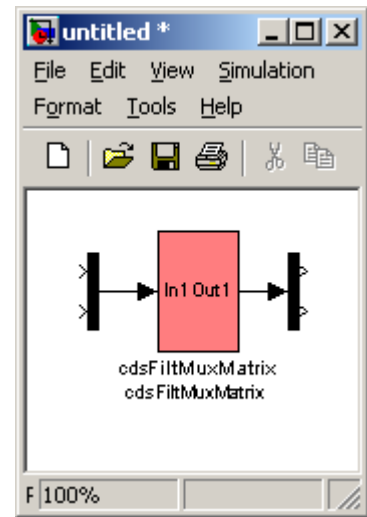 untitled *
File Edit View Simulation
Format Tools Help
In1 Out1
cdsFiltMuxMatrix
cdsFiltMuxMatrix
F 100%